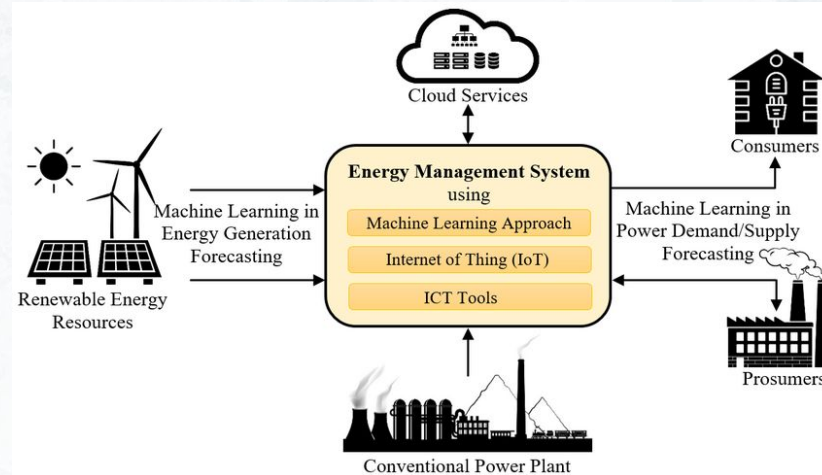 Cloud Services
Consumers
Energy Management System
using
Machine Learning Approach
Internet of Thing (IoT)
ICT Tools
Machine Learning in
Energy Generation
Forecasting
Machine Learning in
Power Demand/Supply
Forecasting
Renewable Energy
Resources
Prosumers
Conventional Power Plant